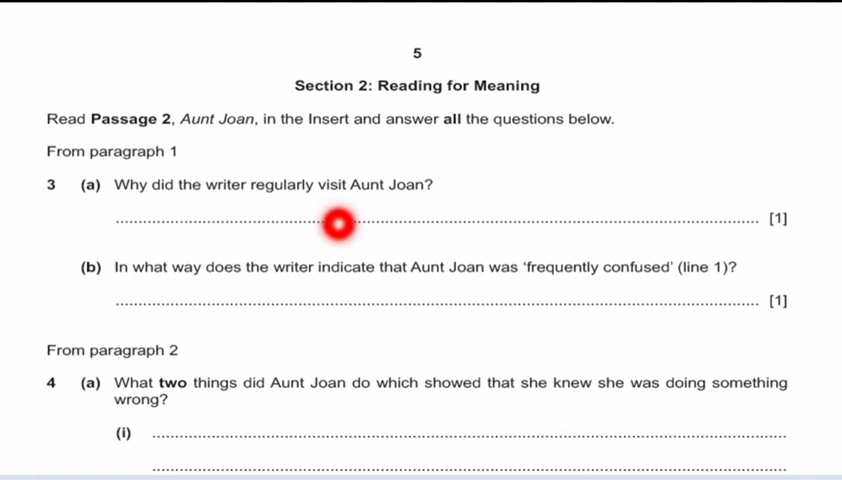 5
Section 2: Reading for Meaning
Read Passage 2, Aunt Joan, in the Insert and answer all the questions below.
From paragraph 1
3 (a) Why did the writer regularly visit Aunt Joan?
[1]
(b) In what way does the writer indicate that Aunt Joan was ‘frequently confused’ (line 1)?
[1]
From paragraph 2
4 (a) What two things did Aunt Joan do which showed that she knew she was doing something
wrong?
(i)